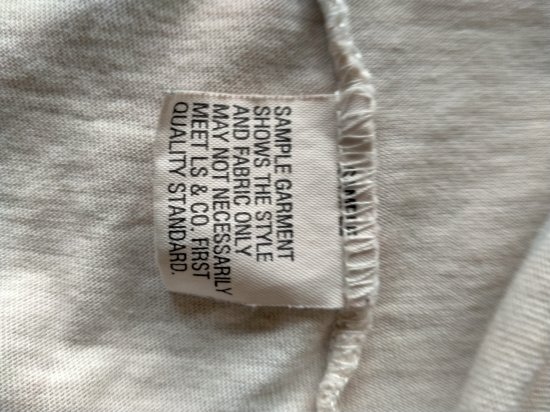 SAMPLE GARMENT
SHOWS THE STYLE
AND FABRIC ONLY
MAY NOT NECESSARILY
MEET LS & CO. FIRST
QUALITY STANDARD.